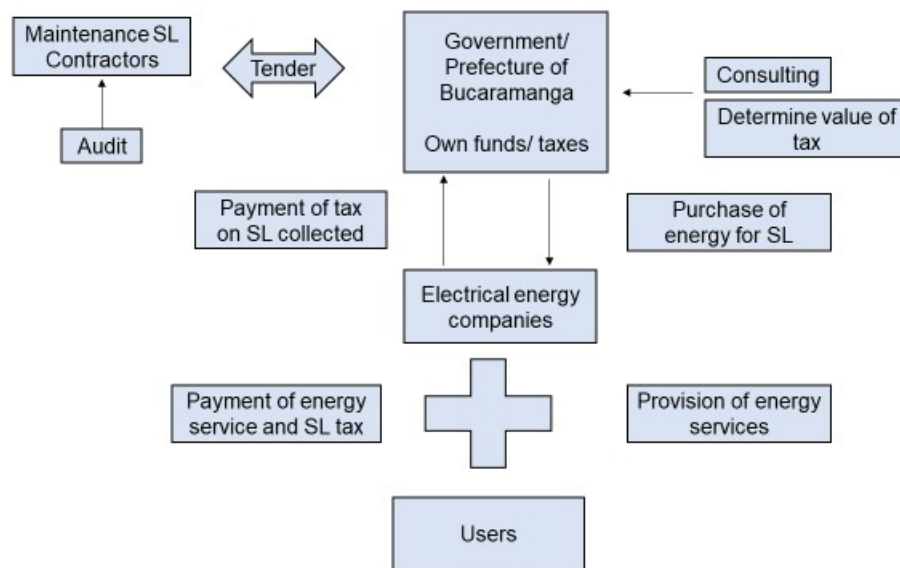 Maintenance SL
Contractors
Tender
Government/
Prefecture of
Bucaramanga
Own funds/ taxes
Consulting
Determine value of
tax
Audit
Payment of tax
on SL collected
Purchase of
energy for SL
Electrical energy
companies
Payment of energy
service and SL tax
Provision of energy
services
Users